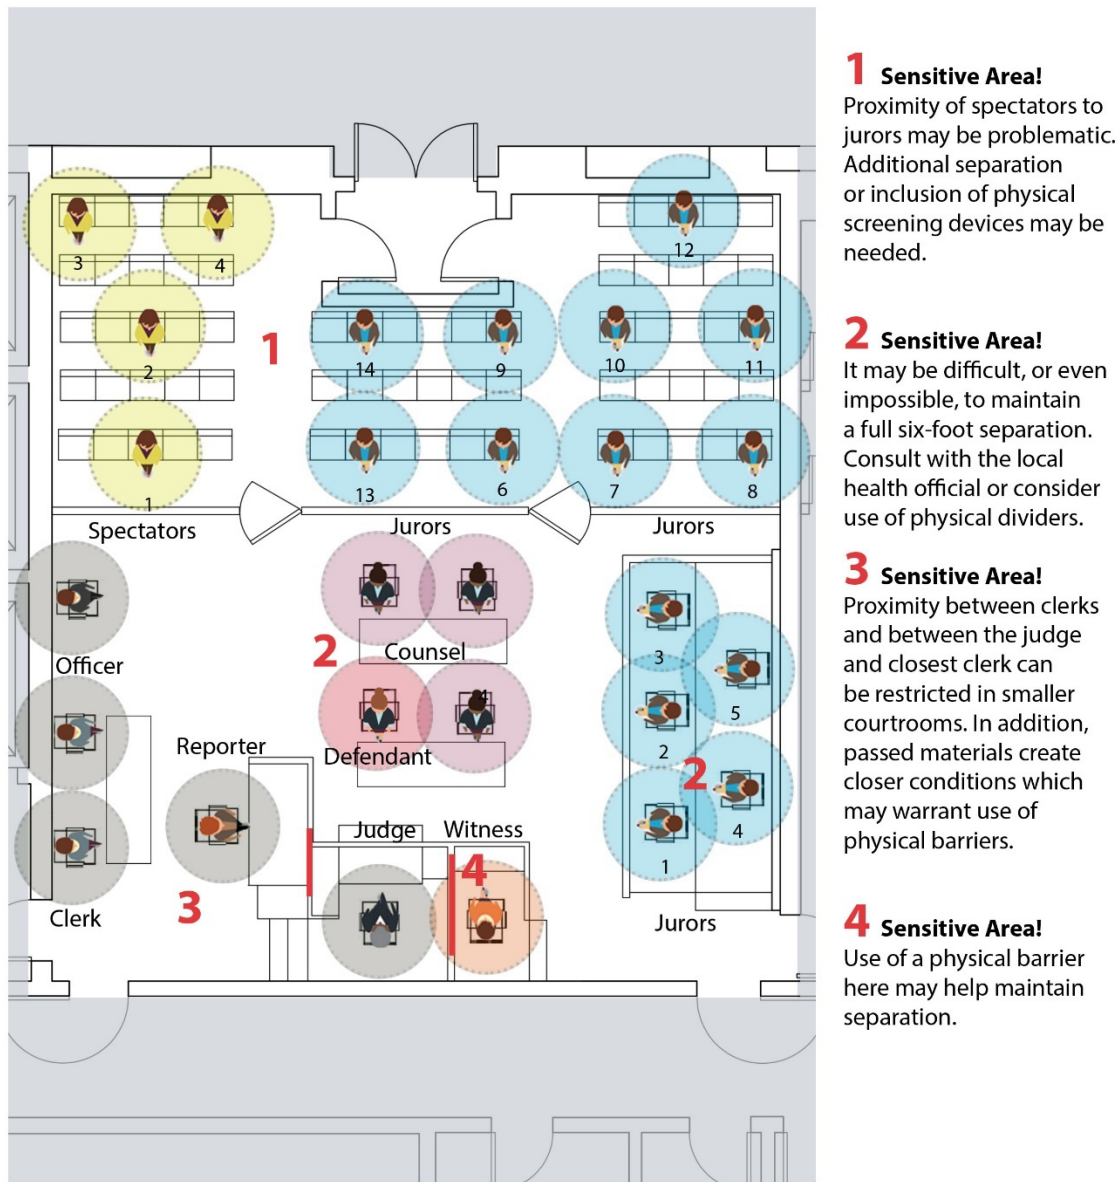 1 Sensitive Area!
Proximity of spectators to
jurors may be problematic.
Additional separation
or inclusion of physical
screening devices may be
needed.
2 Sensitive Area!
It may be difficult, or even
impossible, to maintain
a full six-foot separation.
Consult with the local
health official or consider
use of physical dividers.
3 Sensitive Area!
Proximity between clerks
and between the judge
and closest clerk can
be restricted in smaller
courtrooms. In addition,
passed materials create
closer conditions which
may warrant use of
physical barriers.
4 Sensitive Area!
Use of a physical barrier
here may help maintain
separation.
12
3
4
1
2
14
9
10
11
1
13
6
7
8
Spectators
Jurors
Jurors
2
Counsel
3
Officer
4
5
Reporter
Defendant
2
2
Judge
Witness
4
4
1
3
Clerk
Jurors